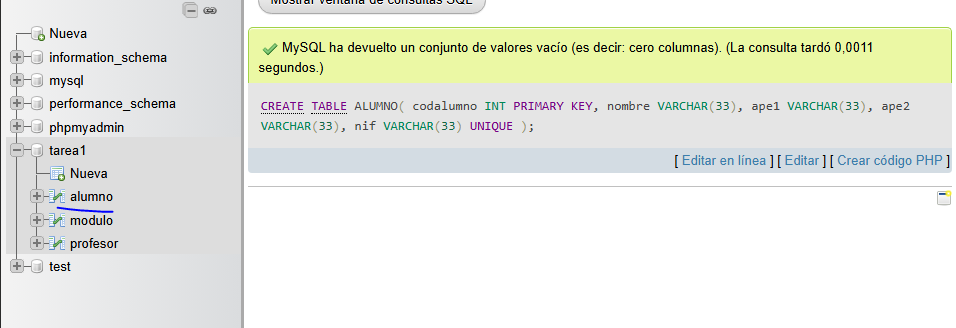 Mostrar ventana de consultas SQL
Nueva
information_schema
mysql
performance_schema
phpmyadmin
tarea1
Nueva
alumno
modulo
profesor
test
MySQL ha devuelto un conjunto de valores vacío (es decir: cero columnas). (La consulta tardó 0,0011
segundos.)
CREATE TABLE ALUMNO( codalumno INT PRIMARY KEY, nombre VARCHAR(33), ape1 VARCHAR(33), ape2
VARCHAR(33), nif VARCHAR(33) UNIQUE );
[ Editar en línea ] [ Editar ] [ Crear código PHP ]